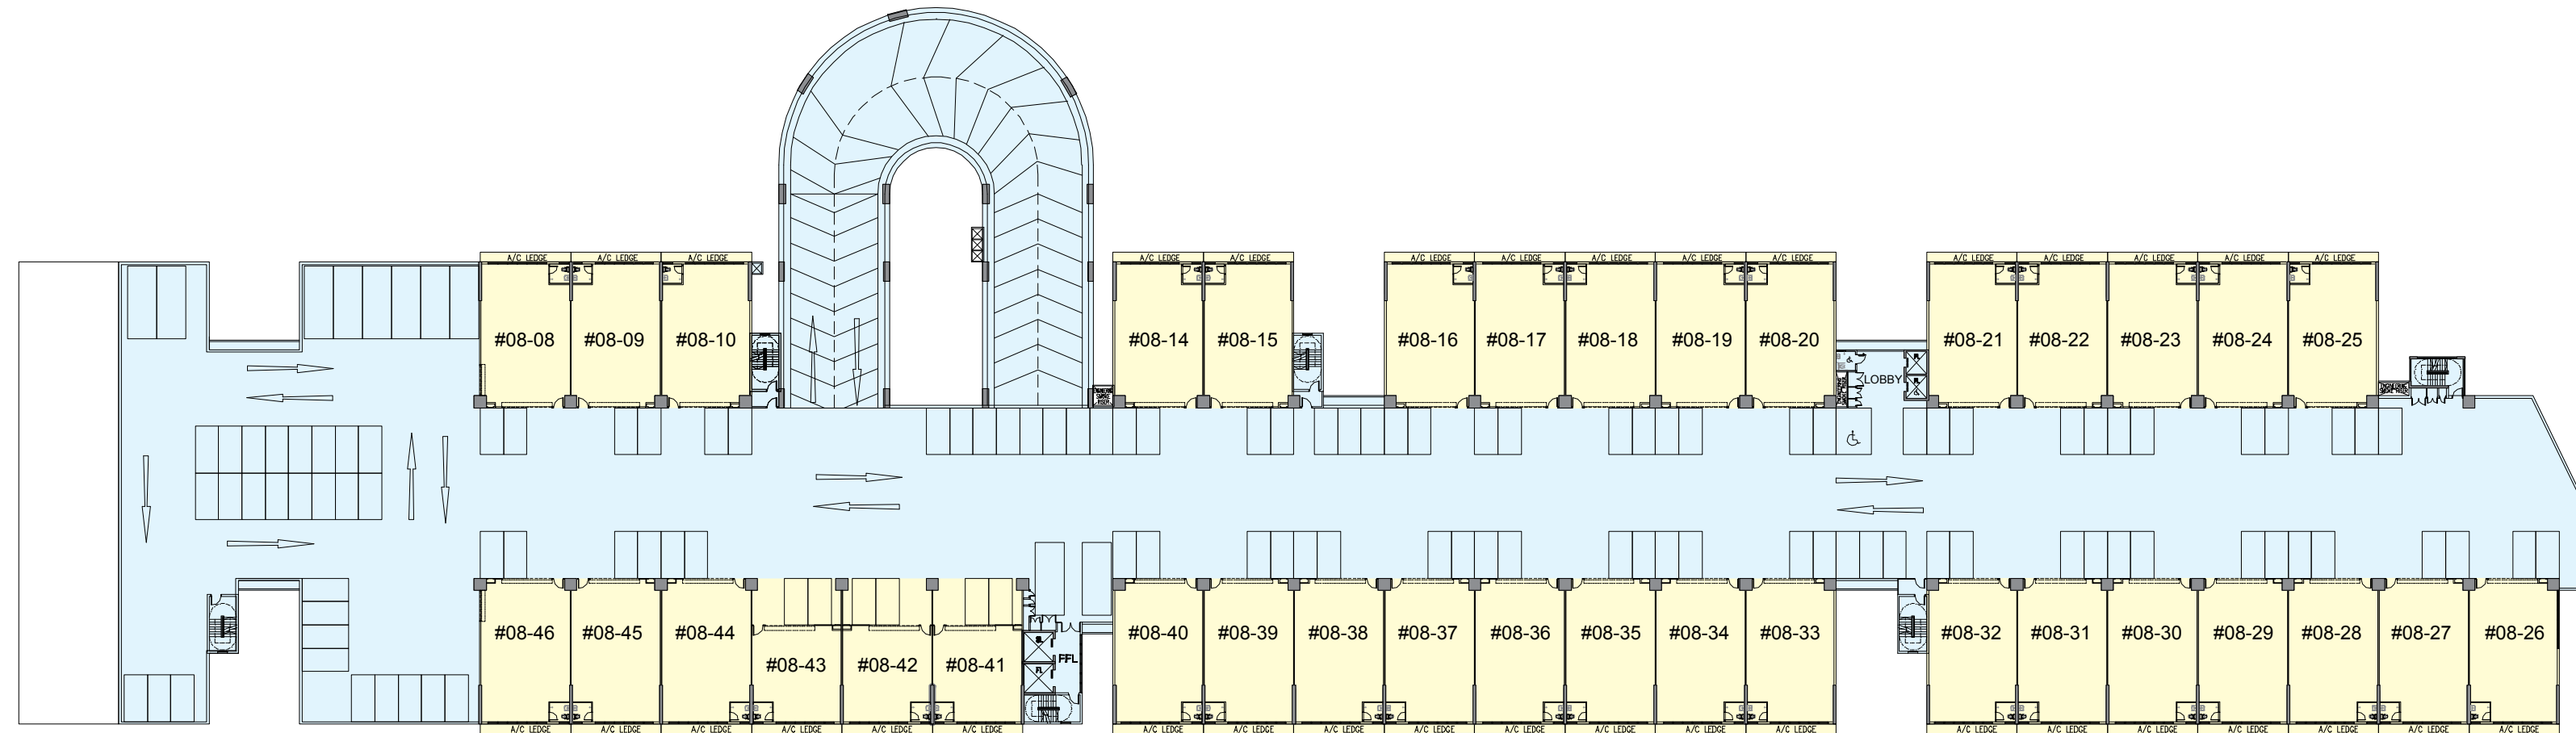 A/C LEDGE A/C LEDGE A/C LEDGE A/C LEDGE A/C LEDGE A/C LEDGE A/C LEDGE A/C LEDGE A/C LEDGE A/C LEDGE A/C LEDGE A/C LEDGE A/C LEDGE A/C LEDGE A/C LEDGE
#08-08 #08-09 #08-10 #08-14 #08-15 #08-16 #08-17 #08-18 #08-19 #08-20 #08-21 #08-22 #08-23 #08-24 #08-25
LOBBY
#08-46 #08-45 #08-44 #08-40 #08-39 #08-38 #08-37 #08-36 #08-35 #08-34 #08-33 #08-32 #08-31 #08-30 #08-29 #08-28 #08-27 #08-26
#08-43 #08-42 #08-41 FFL
A/C LEDGE A/C LEDGE A/C LEDGE A/C LEDGE A/C LEDGE A/C LEDGE A/C LEDGE A/C LEDGE A/C LEDGE A/C LEDGE A/C LEDGE A/C LEDGE A/C LEDGE A/C LEDGE A/C LEDGE A/C LEDGE A/C LEDGE A/C LEDGE A/C LEDGE A/C LEDGE A/C LEDGE